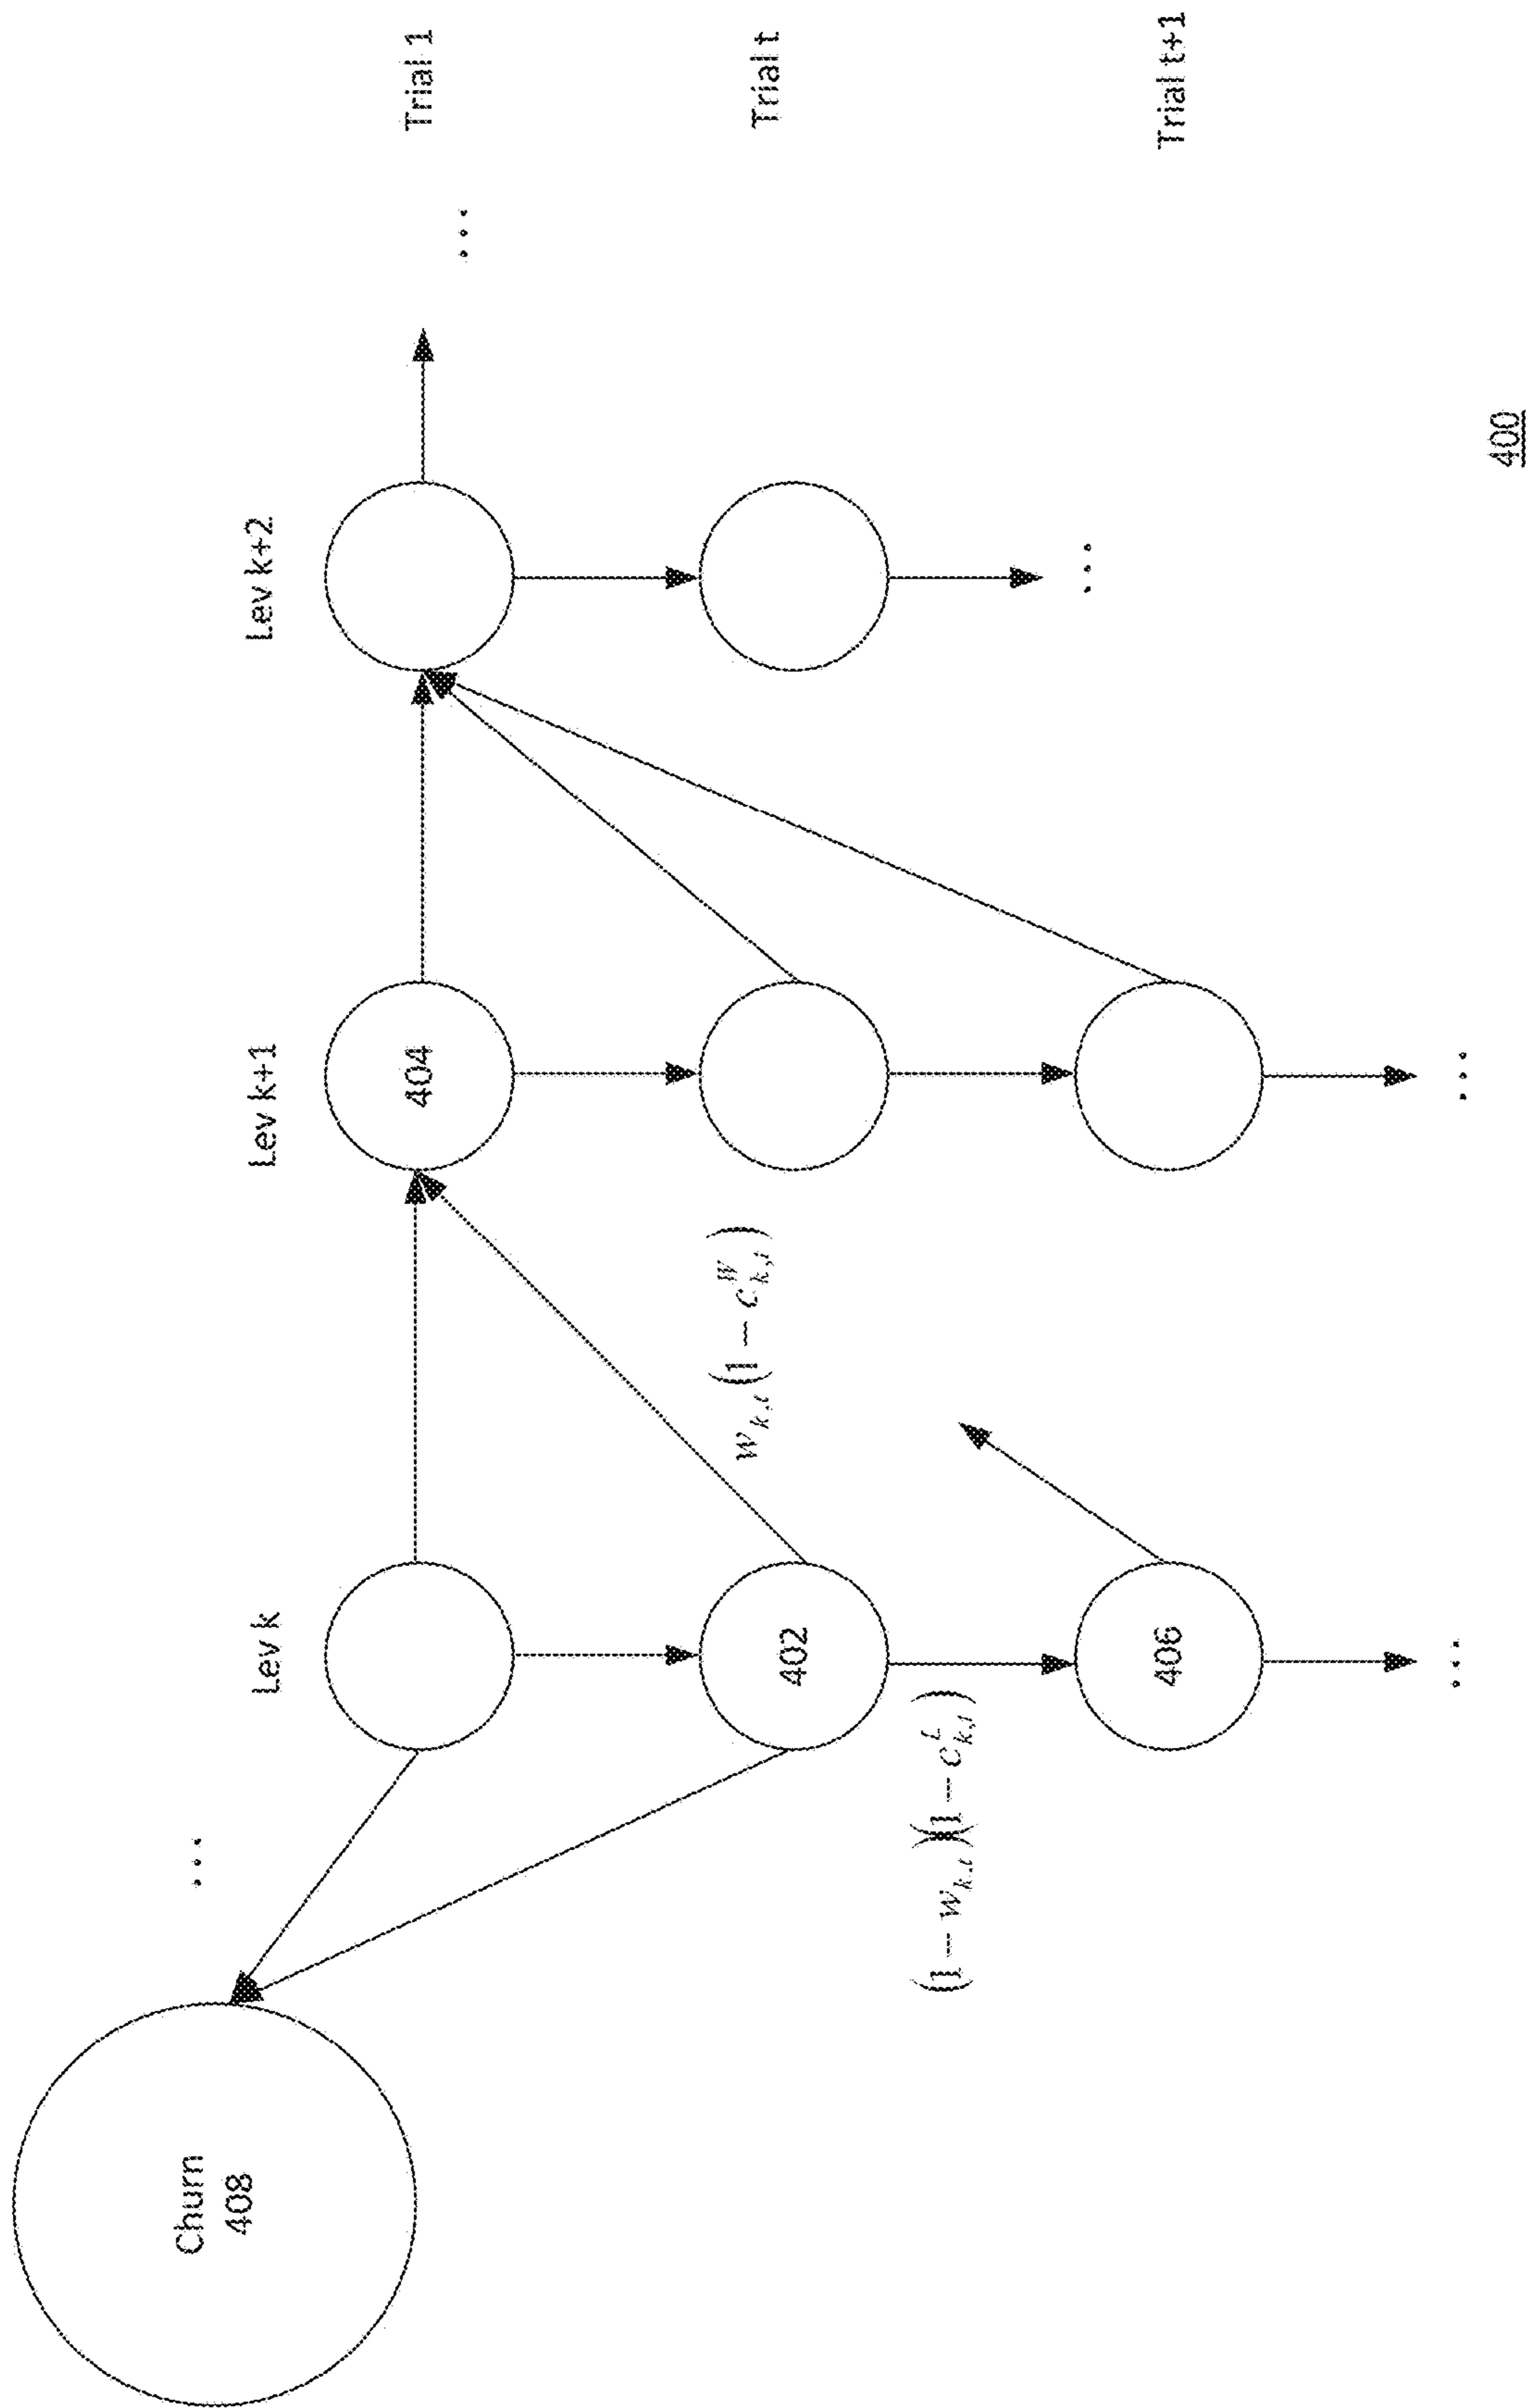 Churn
408
...
Lev k
Lev k+1
Lev k+2
404
Trial 1
...
402
w_{k,t}(1 − c^W_{k,t})
Trial t
(1 − w_{k,t})(1 − c^L_{k,t})
...
406
Trial t+1
...
...
400